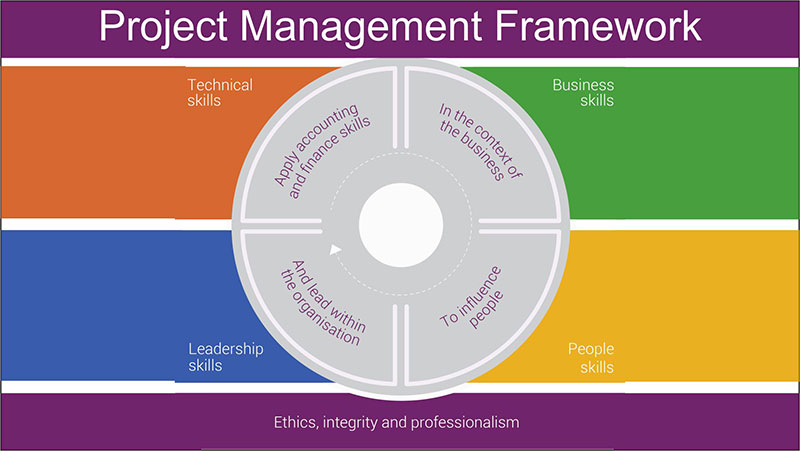 Project Management Framework
Technical
skills
Business
skills
Apply accounting
and finance skills
In the context of
the business
And lead within
the organisation
To influence
people
Leadership
skills
People
skills
Ethics, integrity and professionalism